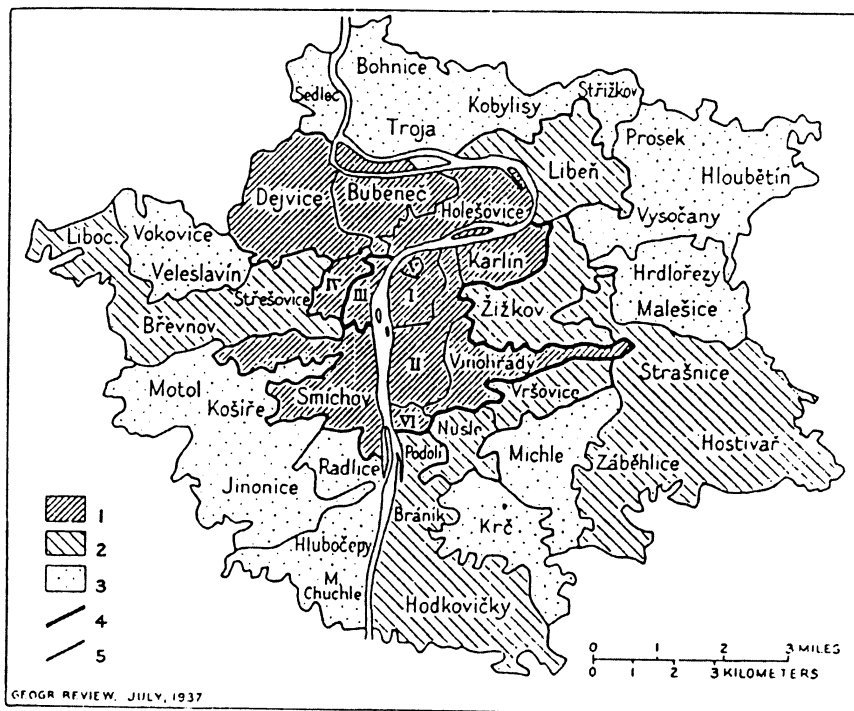 Bohnice
Sedlec
Kobylisy
Střížkov
Troja
Prosek
Libeň
Hloubětín
Dejvice
Bubeneč
Holešovice
Vysočany
Liboc
Vokovice
Veleslavín
Karlín
Hrdlořezy
Malešice
Střešovice
IV
III
V
I
Žižkov
Břevnov
II
Vinohrady
Strašnice
Motol
Košíře
Smíchov
Vršovice
VI
Nusle
Hostivař
Podolí
Michle
Záběhlice
Radlice
Jinonice
Braník
Krč
Hlubočepy
M.
Chuchle
Hodkovičky
1
2
3
4
5
0 1 2 3 MILES
0 1 2 3 KILOMETERS
GEOGR REVIEW, JULY, 1937